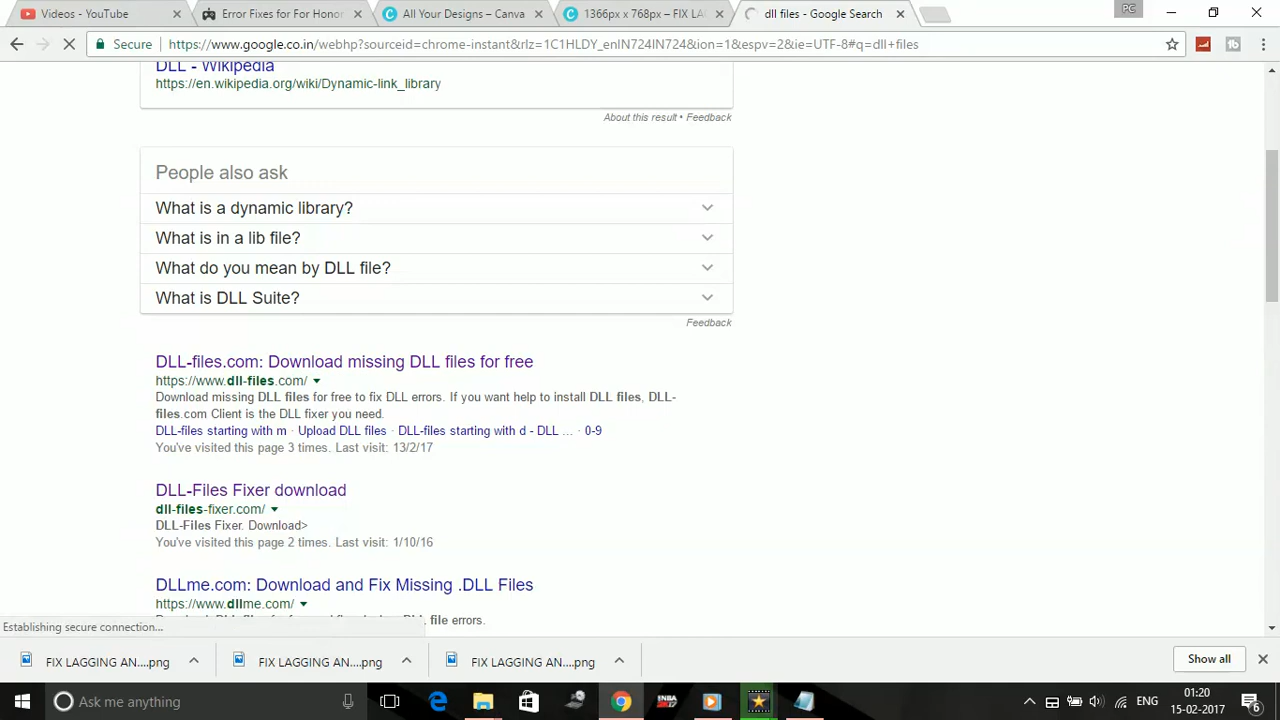 Videos - YouTube
Error Fixes for For Honor
All Your Designs – Canva
1366px x 768px – FIX LA
dll files - Google Search
PC
Secure
https://www.google.co.in/webhp?sourceid=chrome-instant&rlz=1C1HLDY_enIN724IN724&ion=1&espv=2&ie=UTF-8#q=dll+files
DLL - Wikipedia
https://en.wikipedia.org/wiki/Dynamic-link_library
About this result • Feedback
People also ask
What is a dynamic library?
What is in a lib file?
What do you mean by DLL file?
What is DLL Suite?
Feedback
DLL-files.com: Download missing DLL files for free
https://www.dll-files.com/
Download missing DLL files for free to fix DLL errors. If you want help to install DLL files, DLL-
files.com Client is the DLL fixer you need.
DLL-files starting with m · Upload DLL files · DLL-files starting with d - DLL ... · 0-9
You've visited this page 3 times. Last visit: 13/2/17
DLL-Files Fixer download
dll-files-fixer.com/
DLL-Files Fixer. Download>
You've visited this page 2 times. Last visit: 1/10/16
DLLme.com: Download and Fix Missing .DLL Files
https://www.dllme.com/
file errors.
Establishing secure connection...
FIX LAGGING AN....png
FIX LAGGING AN....png
FIX LAGGING AN....png
Show all
Ask me anything
ENG
01:20
15-02-2017
6